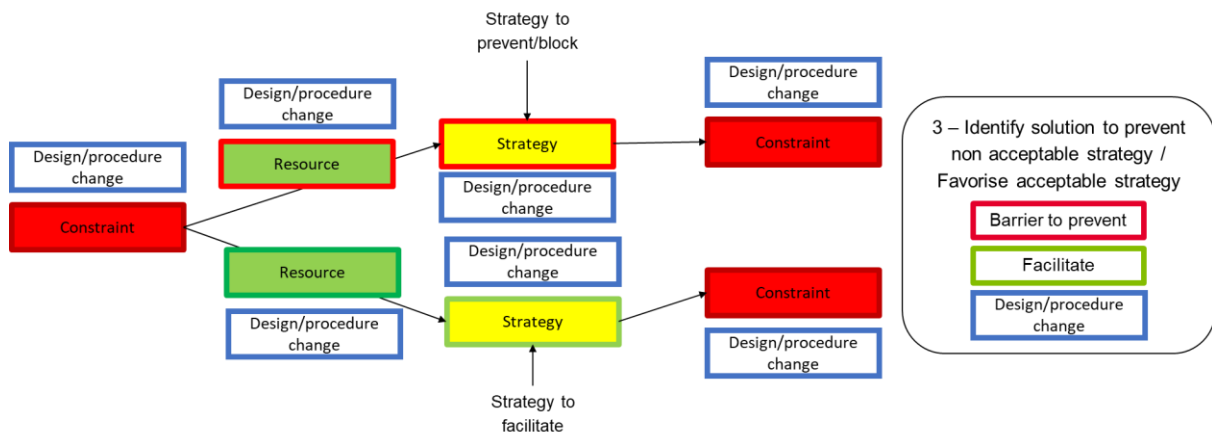 Strategy to
prevent/block
Design/procedure
change
Design/procedure
change
Design/procedure
change
Resource
Strategy
Constraint
Design/procedure
change
Constraint
Resource
Design/procedure
change
Design/procedure
change
Strategy
Constraint
Design/procedure
change
Design/procedure
change
Strategy to
facilitate
3 – Identify solution to prevent
non acceptable strategy /
Favorise acceptable strategy
Barrier to prevent
Facilitate
Design/procedure
change